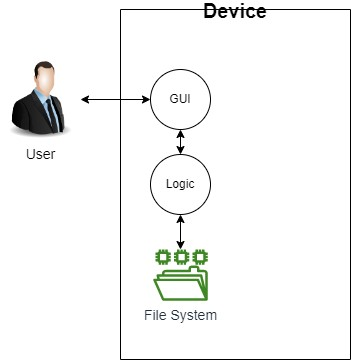 Device
GUI
User
Logic
File System